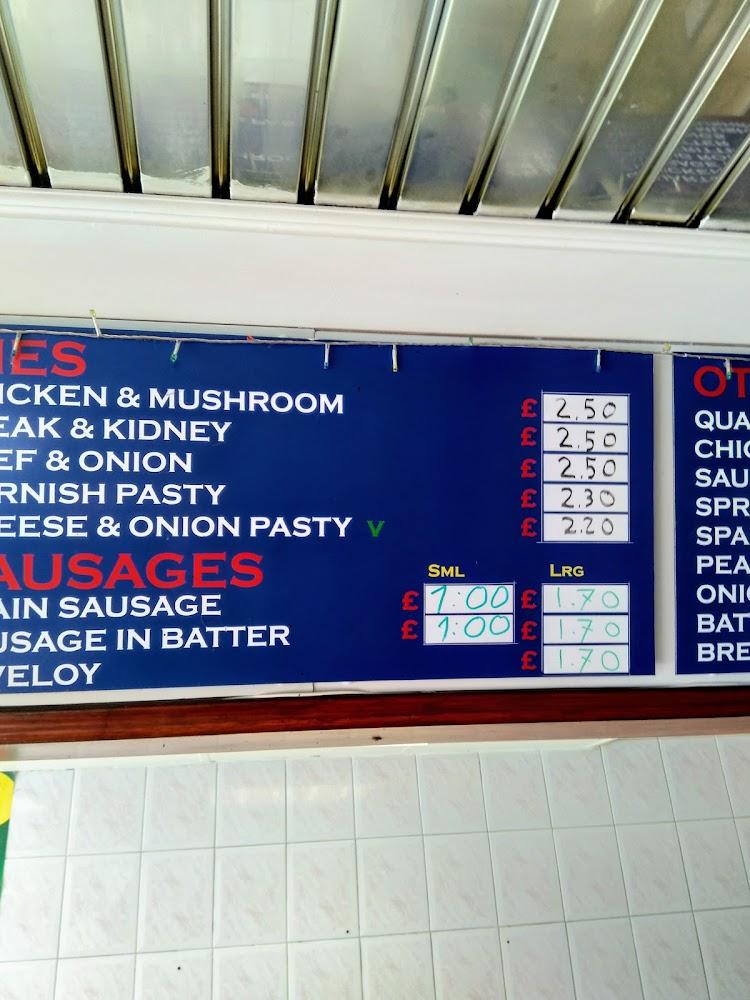 IES
ICKEN & MUSHROOM £ 2.50
EAK & KIDNEY £ 2.50
EF & ONION £ 2.50
RNISH PASTY £ 2.30
EESE & ONION PASTY V £ 2.20
AUSAGES SML LRG
AIN SAUSAGE £ 1:00 £ 1.70
USAGE IN BATTER £ 1:00 £ 1.70
VELOY £ 1.70
OT
QUA
CHIC
SAU
SPR
SPA
PEA
ONIO
BAT
BRE